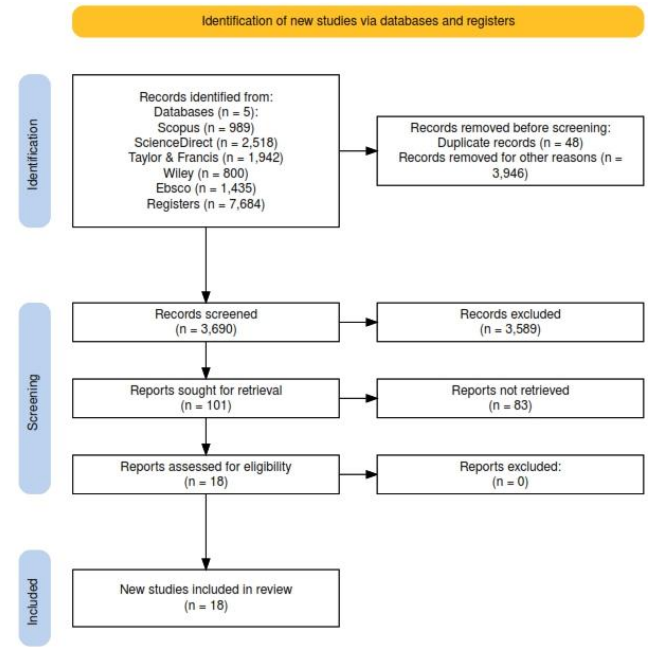 Identification of new studies via databases and registers
Identification
Records identified from:
Databases (n = 5):
Scopus (n = 989)
ScienceDirect (n = 2,518)
Taylor & Francis (n = 1,942)
Wiley (n = 800)
Ebsco (n = 1,435)
Registers (n = 7,684)
Records removed before screening:
Duplicate records (n = 48)
Records removed for other reasons (n =
3,946)
Screening
Records screened
(n = 3,690)
Records excluded
(n = 3,589)
Reports sought for retrieval
(n = 101)
Reports not retrieved
(n = 83)
Reports assessed for eligibility
(n = 18)
Reports excluded:
(n = 0)
Included
New studies included in review
(n = 18)